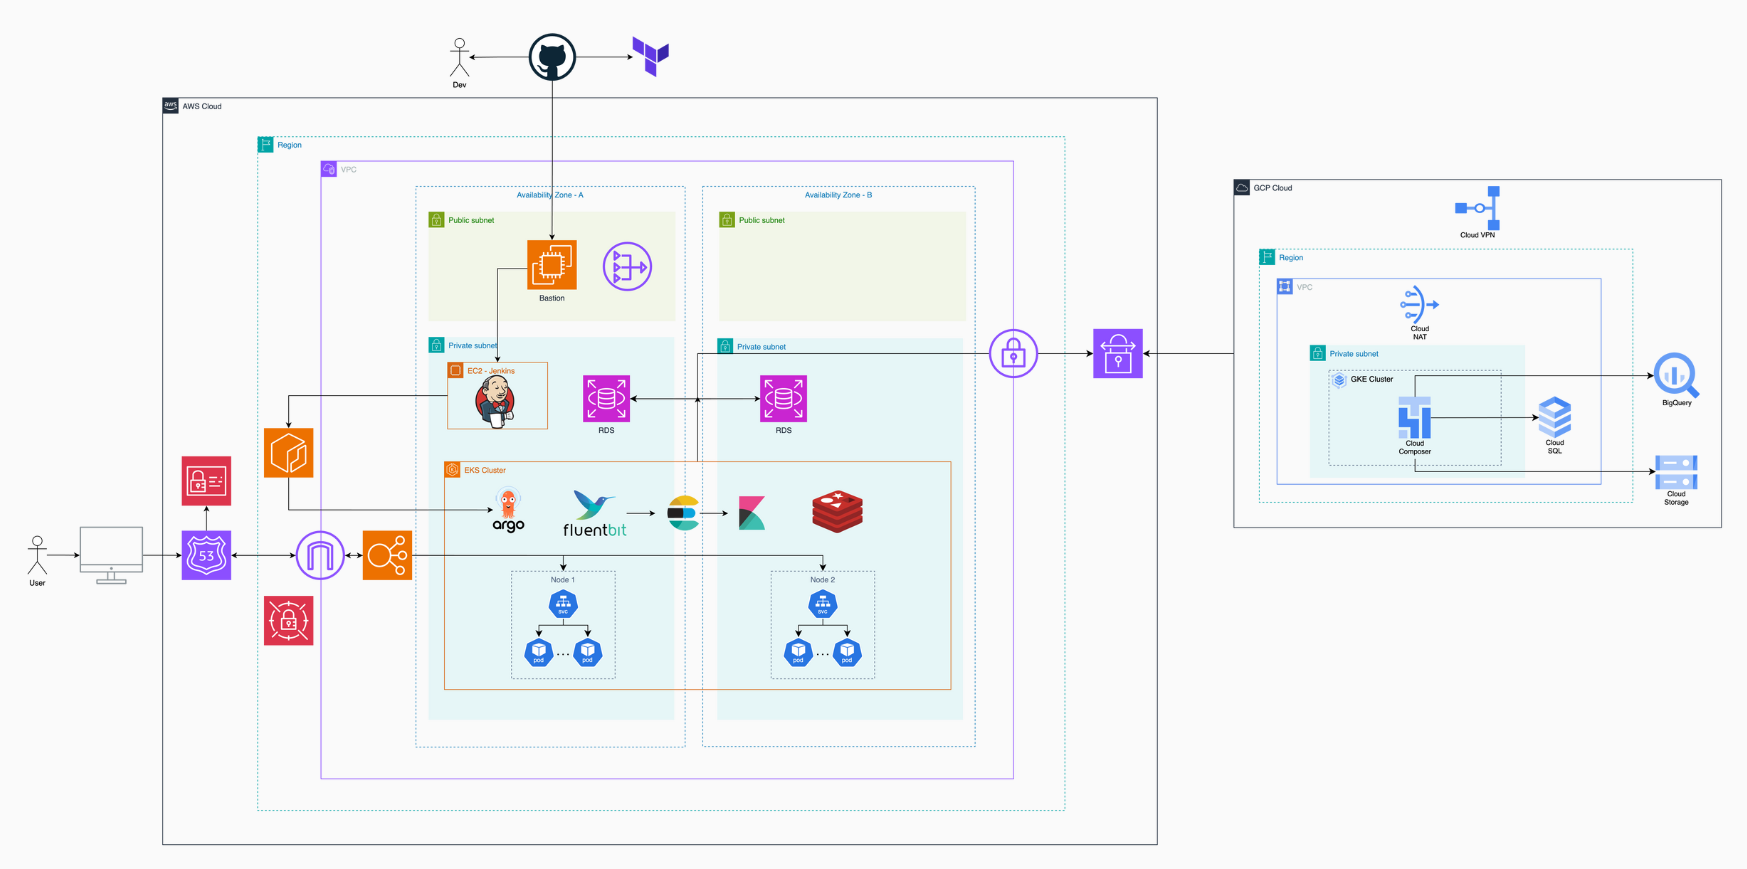 Dev
aws
AWS Cloud
Region
VPC
Availability Zone - A
Availability Zone - B
Public subnet
Public subnet
Bastion
Private subnet
Private subnet
EC2 - Jenkins
RDS
RDS
EKS Cluster
argo
fluentbit
User
53
Node 1
Node 2
svc
svc
pod
...
pod
pod
...
pod
GCP Cloud
Cloud VPN
Region
VPC
Cloud
NAT
Private subnet
GKE Cluster
Cloud
Composer
BigQuery
Cloud
SQL
Cloud
Storage